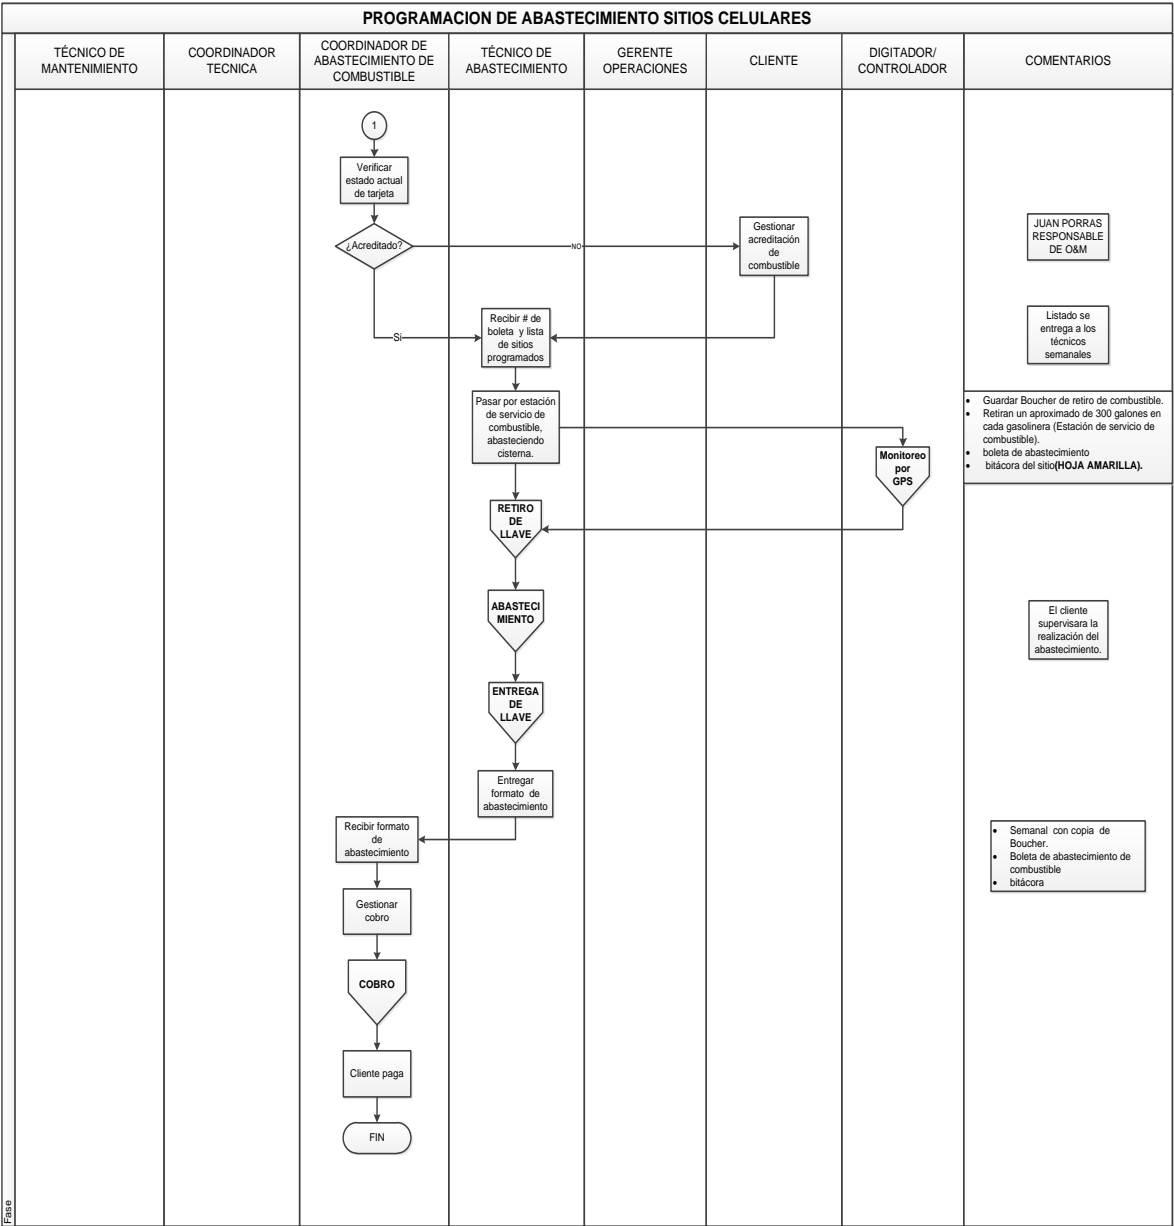 PROGRAMACION DE ABASTECIMIENTO SITIOS CELULARES
TÉCNICO DE
MANTENIMIENTO
COORDINADOR
TECNICA
COORDINADOR DE
ABASTECIMIENTO DE
COMBUSTIBLE
TÉCNICO DE
ABASTECIMIENTO
GERENTE
OPERACIONES
CLIENTE
DIGITADOR/
CONTROLADOR
COMENTARIOS
1
Verificar
estado actual
de tarjeta
¿Acreditado?
NO
Gestionar
acreditación
de
combustible
JUAN PORRAS
RESPONSABLE
DE O&M
Si
Recibir # de
boleta y lista
de sitios
programados
Listado se
entrega a los
técnicos
semanales
Pasar por estación
de servicio de
combustible,
abasteciendo
cisterna.
Monitoreo
por
GPS
• Guardar Boucher de retiro de combustible.
• Retiran un aproximado de 300 galones en
cada gasolinera (Estación de servicio de
combustible).
• boleta de abastecimiento
• bitácora del sitio(HOJA AMARILLA).
RETIRO
DE
LLAVE
ABASTECI
MIENTO
El cliente
supervisara la
realización del
abastecimiento.
ENTREGA
DE
LLAVE
Entregar
formato de
abastecimiento
Recibir formato
de
abastecimiento
• Semanal con copia de
Boucher.
• Boleta de abastecimiento de
combustible
• bitácora
Gestionar
cobro
COBRO
Cliente paga
FIN
Fase